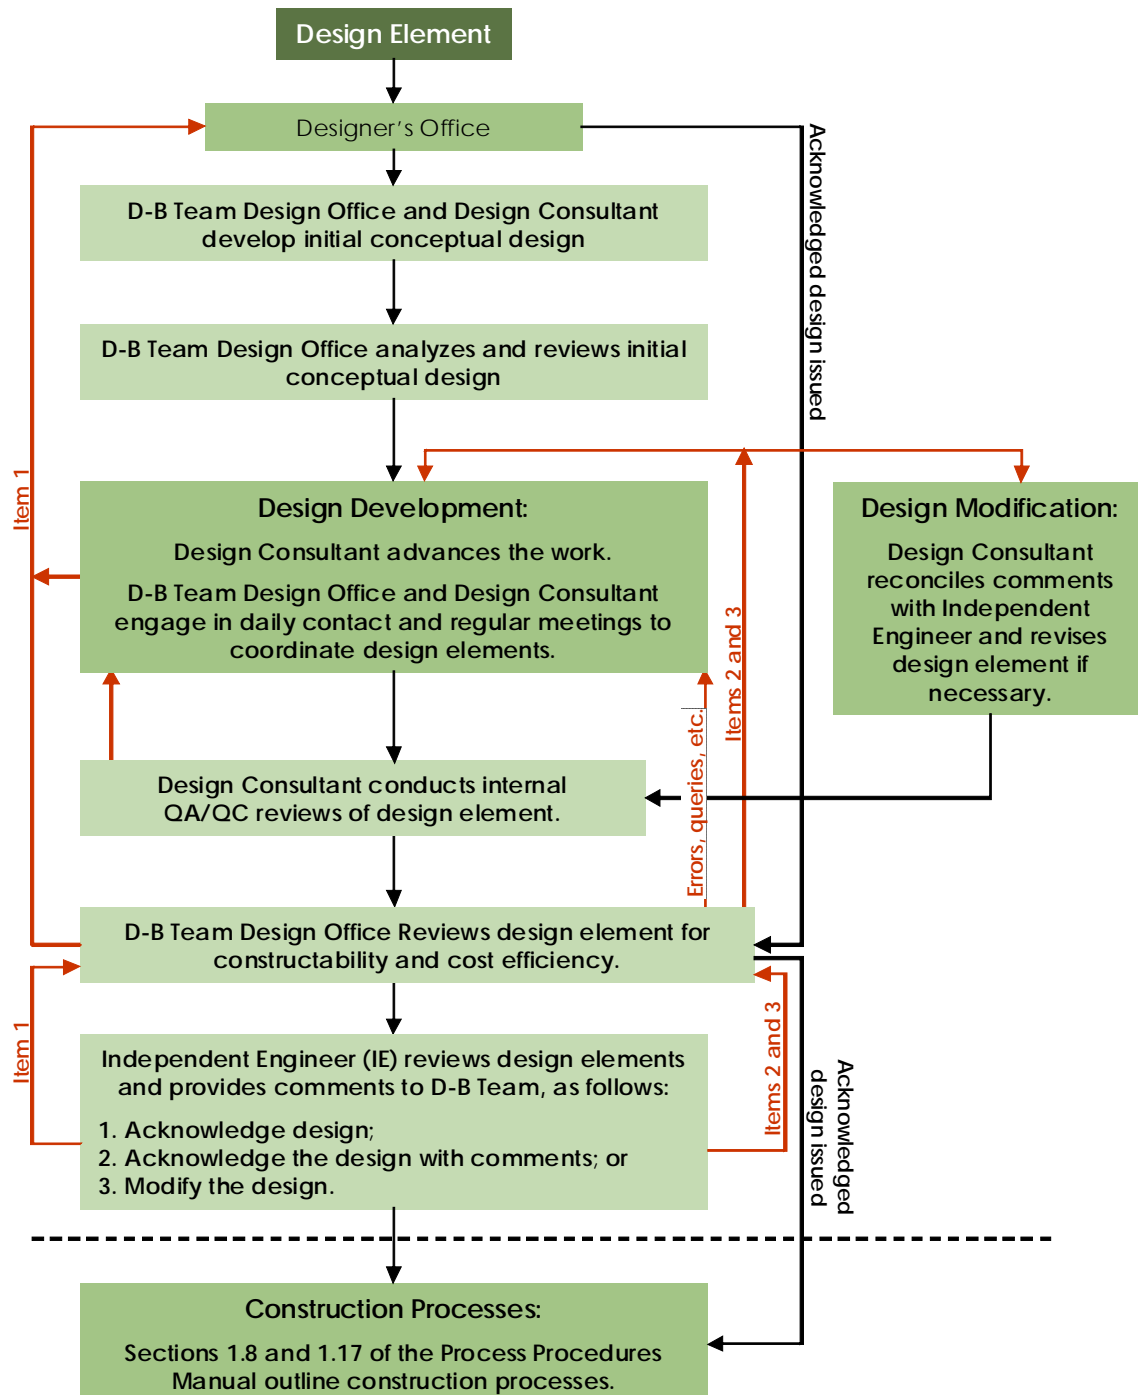 Design Element
Designer's Office
Acknowledged design issued
D-B Team Design Office and Design Consultant
develop initial conceptual design
D-B Team Design Office analyzes and reviews initial
conceptual design
Item 1
Design Development:
Design Consultant advances the work.
D-B Team Design Office and Design Consultant
engage in daily contact and regular meetings to
coordinate design elements.
Design Modification:
Design Consultant
reconciles comments
with Independent
Engineer and revises
design element if
necessary.
Items 2 and 3
Errors, queries, etc.
Design Consultant conducts internal
QA/QC reviews of design element.
D-B Team Design Office Reviews design element for
constructability and cost efficiency.
Item 1
Items 2 and 3
Acknowledged
design issued
Independent Engineer (IE) reviews design elements
and provides comments to D-B Team, as follows:
1. Acknowledge design;
2. Acknowledge the design with comments; or
3. Modify the design.
Construction Processes:
Sections 1.8 and 1.17 of the Process Procedures
Manual outline construction processes.